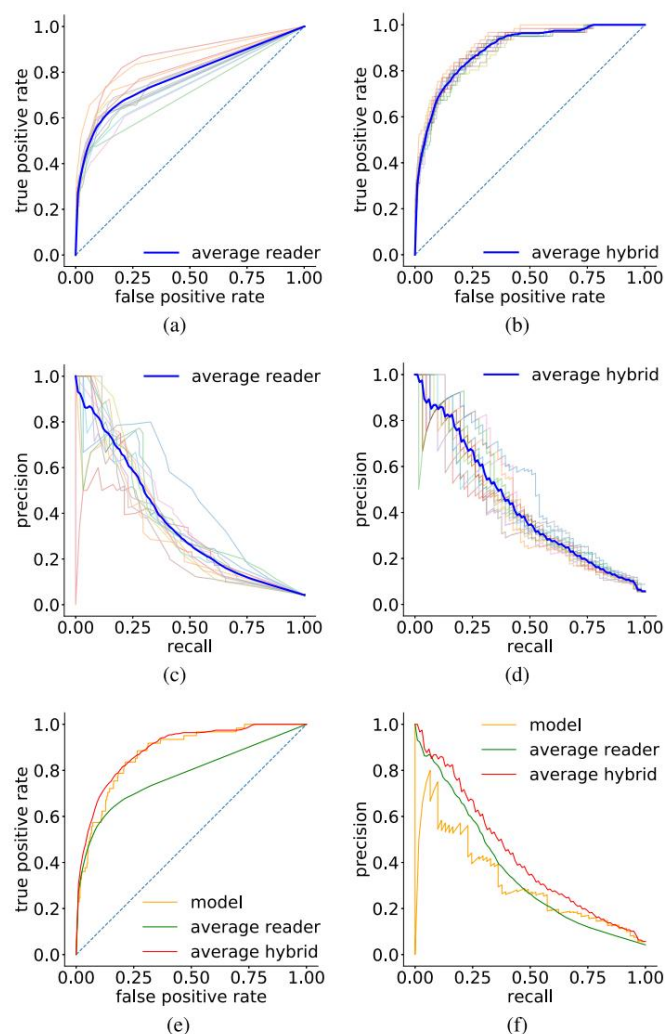 1.0
0.8
0.6
0.4
0.2
0.0
true positive rate
average reader
0.00 0.25 0.50 0.75 1.00
false positive rate
(a)
1.0
0.8
0.6
0.4
0.2
0.0
true positive rate
average hybrid
0.00 0.25 0.50 0.75 1.00
false positive rate
(b)
1.0
0.8
0.6
0.4
0.2
0.0
precision
average reader
0.00 0.25 0.50 0.75 1.00
recall
(c)
1.0
0.8
0.6
0.4
0.2
0.0
precision
average hybrid
0.00 0.25 0.50 0.75 1.00
recall
(d)
1.0
0.8
0.6
0.4
0.2
0.0
true positive rate
model
average reader
average hybrid
0.00 0.25 0.50 0.75 1.00
false positive rate
(e)
1.0
0.8
0.6
0.4
0.2
0.0
precision
model
average reader
average hybrid
0.00 0.25 0.50 0.75 1.00
recall
(f)